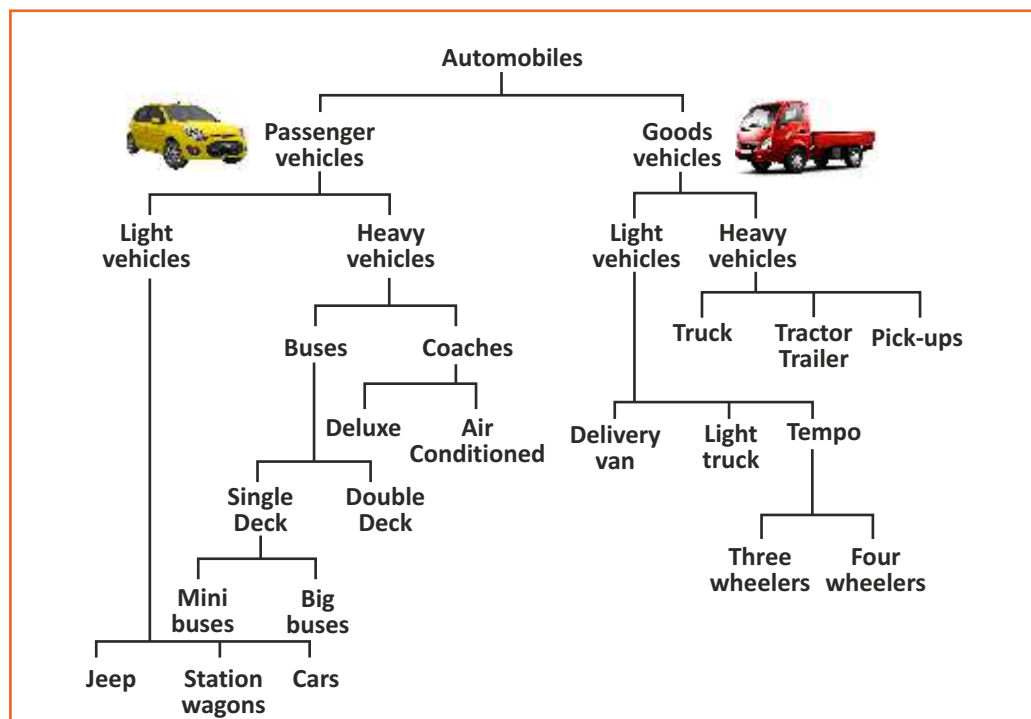 Automobiles
Passenger
vehicles
Goods
vehicles
Light
vehicles
Heavy
vehicles
Light
vehicles
Heavy
vehicles
Buses
Coaches
Truck
Tractor
Trailer
Pick-ups
Deluxe
Air
Conditioned
Delivery
van
Light
truck
Tempo
Single
Deck
Double
Deck
Three
wheelers
Four
wheelers
Mini
buses
Big
buses
Jeep
Station
wagons
Cars